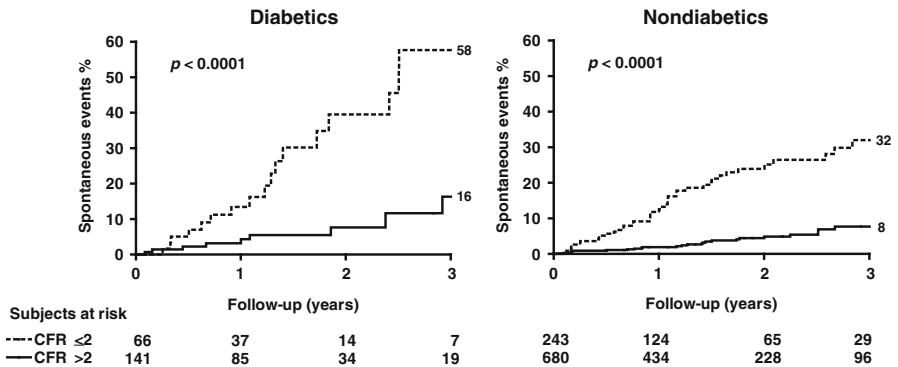 Diabetics
Nondiabetics
60
50
40
30
20
10
0
Spontaneous events %
p < 0.0001
58
16
0 1 2 3
Follow-up (years)
60
50
40
30
20
10
0
Spontaneous events %
p < 0.0001
32
8
0 1 2 3
Follow-up (years)
Subjects at risk
CFR ≤2 66 37 14 7 243 124 65 29
CFR >2 141 85 34 19 680 434 228 96